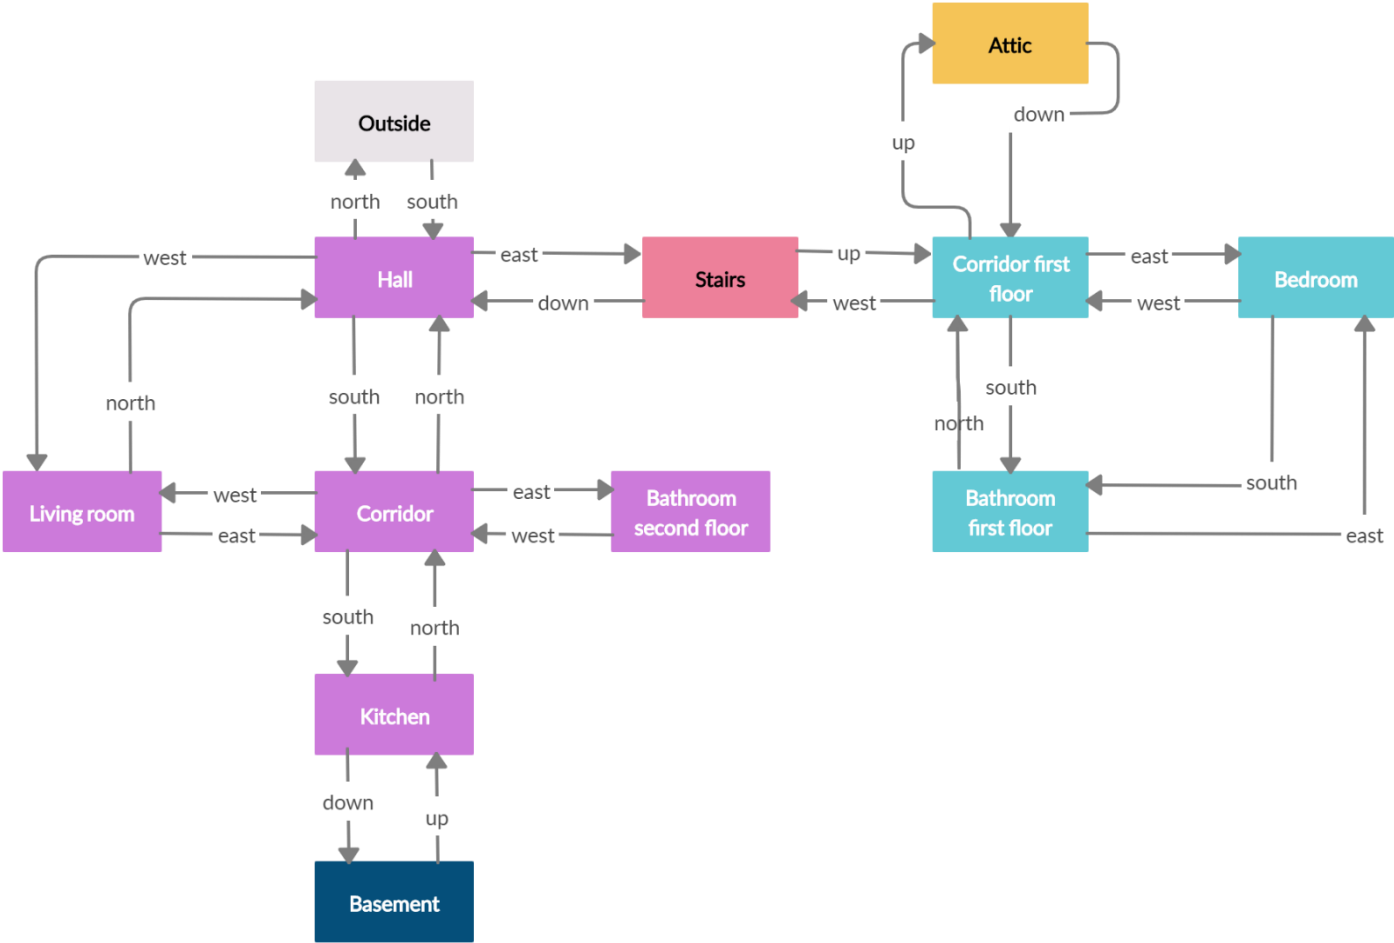 Attic
down
up
Outside
north
south
west
Hall
east
Stairs
up
Corridor first
floor
east
Bedroom
down
west
west
north
south
north
south
north
Living room
west
Corridor
east
Bathroom
second floor
Bathroom
first floor
south
east
west
east
south
north
Kitchen
down
up
Basement